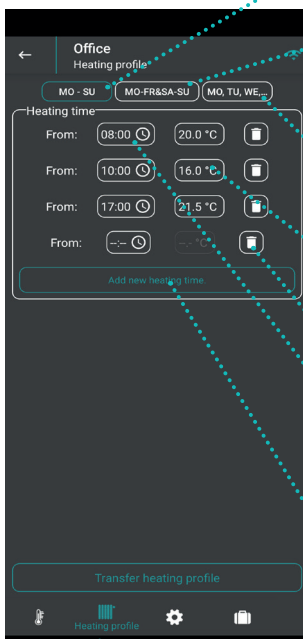 Office
Heating profile
MO - SU
MO-FR&SA-SU
MO, TU, WE,...
Heating time
From: 08:00 20.0 °C
From: 10:00 16.0 °C
From: 17:00 21.5 °C
From: --:-- --.- °C
Add new heating time.
Transfer heating profile
Heating profile